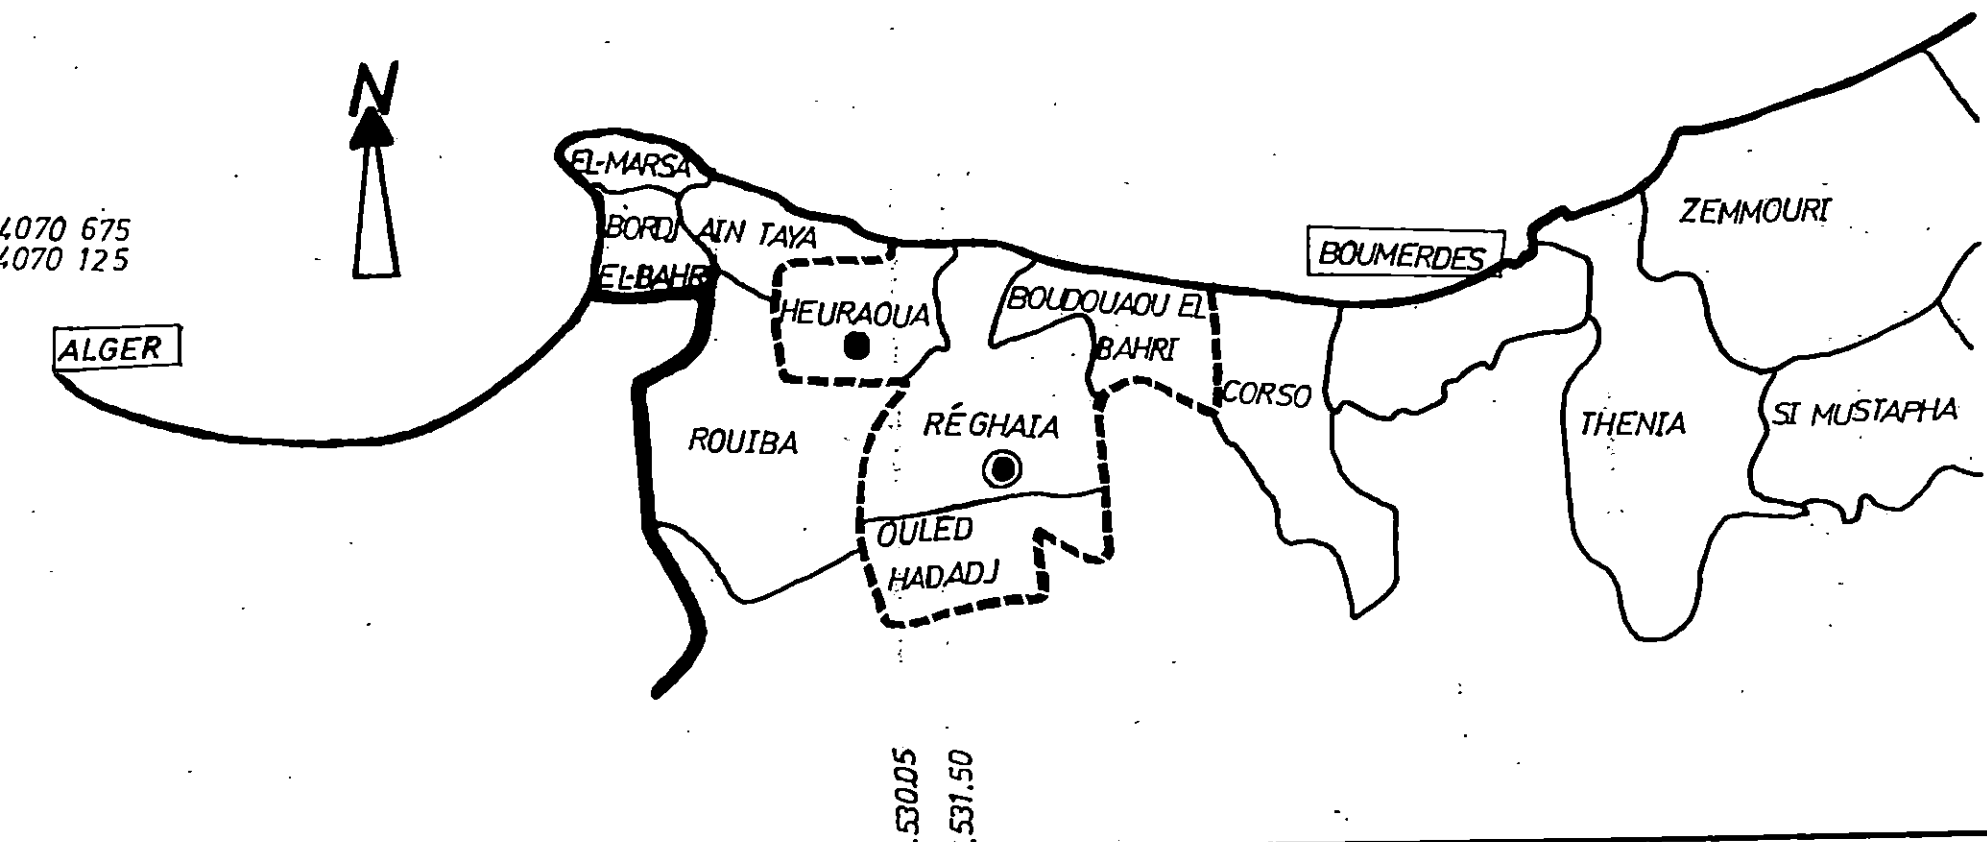 N
EL-MARSA
4070 675
4070 125
BORDJ
EL-BAHRI
AIN TAYA
ZEMMOURI
BOUMERDES
ALGER
HEURAOUA
BOUDOUAOU EL
BAHRI
CORSO
ROUIBA
RÉGHAIA
THENIA
SI MUSTAPHA
OULED
HADADJ
530.05
531.50